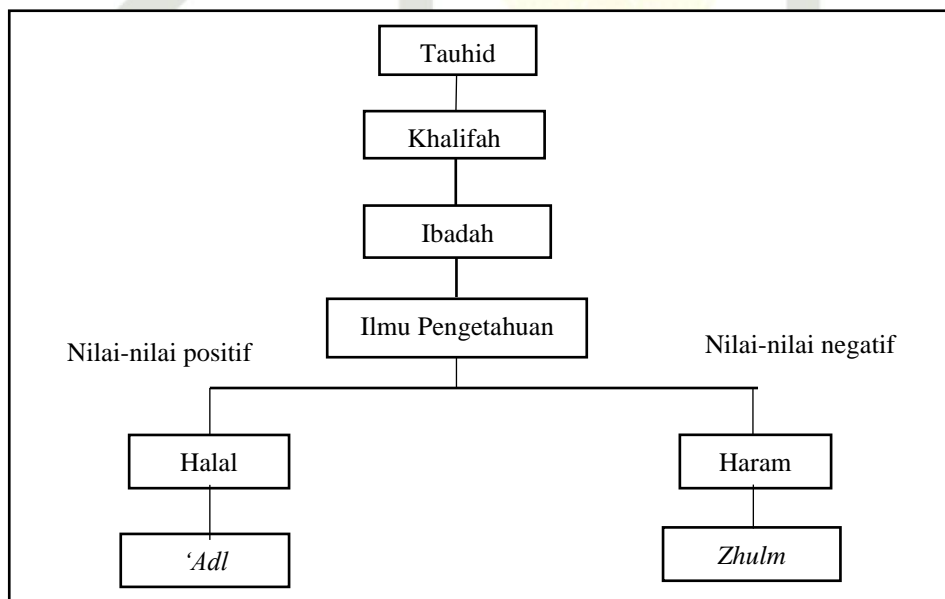 Tauhid
Khalifah
Ibadah
Ilmu Pengetahuan
Nilai-nilai positif
Nilai-nilai negatif
Halal
Haram
‘Adl
Zhulm